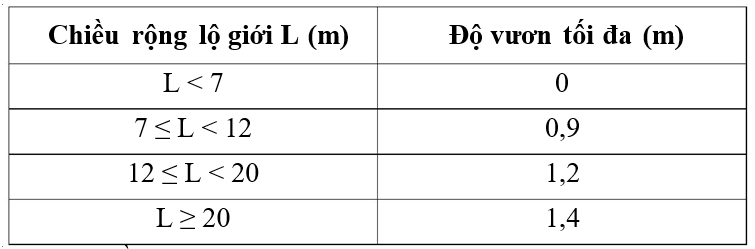 Chiều rộng lộ giới L (m) Độ vươn tối đa (m)
L < 7 0
7 ≤ L < 12 0,9
12 ≤ L < 20 1,2
L ≥ 20 1,4